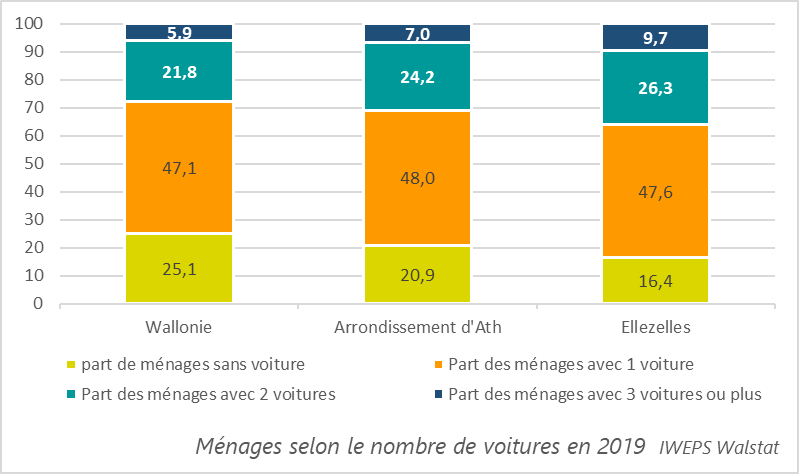 100
90
80
70
60
50
40
30
20
10
0
5,9 7,0 9,7
21,8 24,2 26,3
47,1 48,0 47,6
25,1 20,9 16,4
Wallonie Arrondissement d'Ath Ellezelles
part de ménages sans voiture Part des ménages avec 1 voiture
Part des ménages avec 2 voitures Part des ménages avec 3 voitures ou plus
Ménages selon le nombre de voitures en 2019 IWEPS Walstat